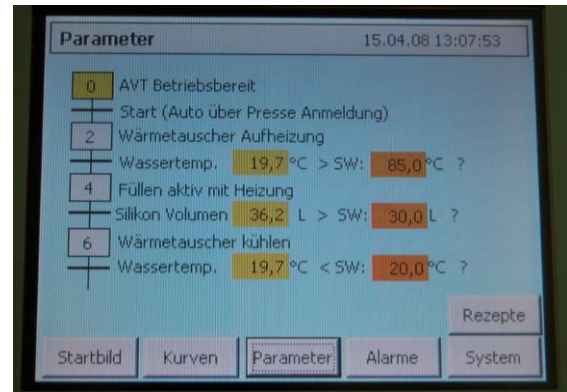 Parameter 15.04.08 13:07:53
0 AVT Betriebsbereit
Start (Auto über Presse Anmeldung)
2 Wärmetauscher Aufheizung
Wassertemp. 19,7 °C > SW: 85,0 °C ?
4 Füllen aktiv mit Heizung
Silikon Volumen 36,2 L > SW: 30,0 L ?
6 Wärmetauscher kühlen
Wassertemp. 19,7 °C < SW: 20,0 °C ?
Rezepte
Startbild Kurven Parameter Alarme System